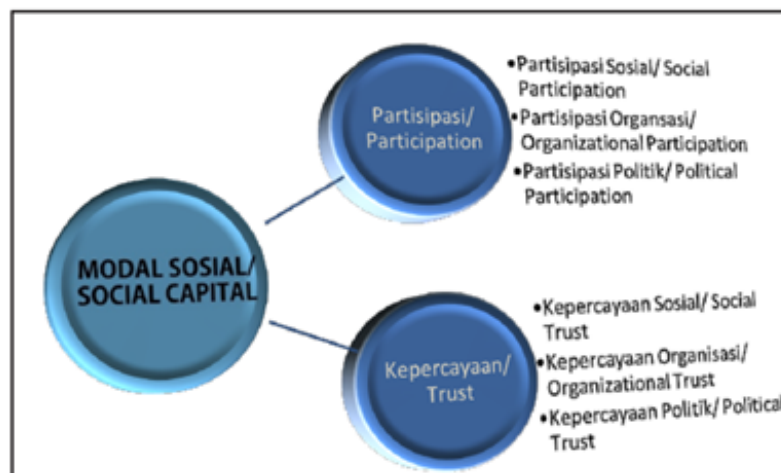 MODAL SOSIAL/
SOCIAL CAPITAL
Partisipasi/
Participation
•Partisipasi Sosial/ Social
Participation
•Partisipasi Organsasi/
Organizational Participation
•Partisipasi Politik/ Political
Participation
Kepercayaan/
Trust
•Kepercayaan Sosial/ Social
Trust
•Kepercayaan Organisasi/
Organizational Trust
•Kepercayaan Politik/ Political
Trust